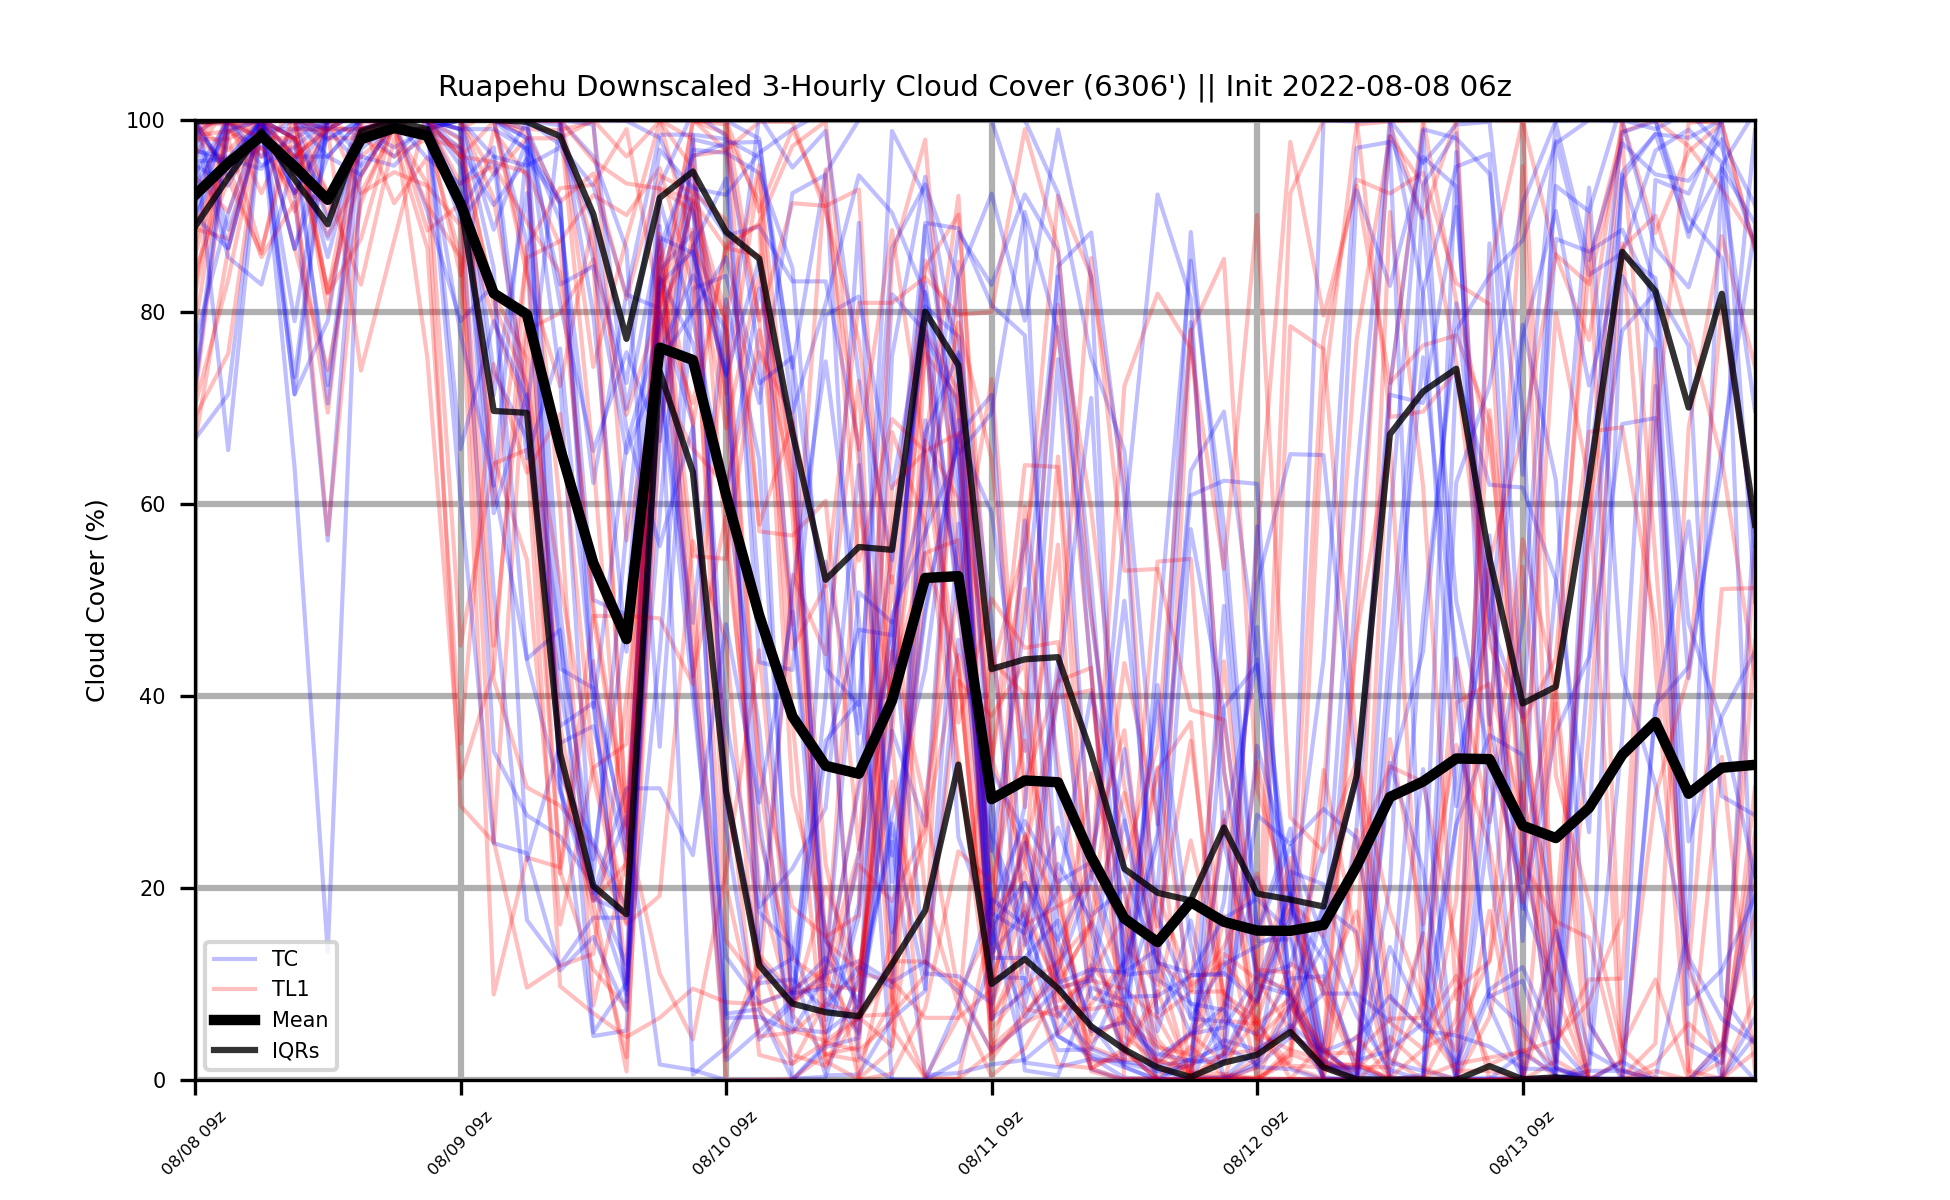 Ruapehu Downscaled 3-Hourly Cloud Cover (6306') || Init 2022-08-08 06z
Cloud Cover (%)
100
80
60
40
20
0
TC
TL1
Mean
IQRs
08/08 09z
08/09 09z
08/10 09z
08/11 09z
08/12 09z
08/13 09z